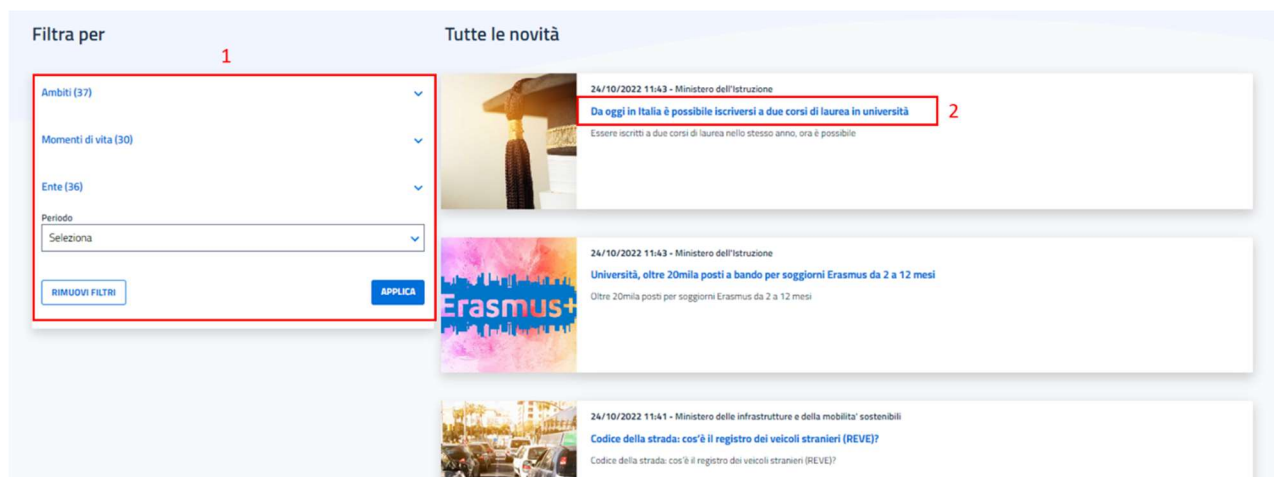 Filtra per
1
Ambiti (37)
Momenti di vita (30)
Ente (36)
Periodo
Seleziona
RIMUOVI FILTRI
APPLICA
Tutte le novità
24/10/2022 11:43 - Ministero dell'Istruzione
Da oggi in Italia è possibile iscriversi a due corsi di laurea in università
2
Essere iscritti a due corsi di laurea nello stesso anno, ora è possibile
Erasmus+
24/10/2022 11:43 - Ministero dell'Istruzione
Università, oltre 20mila posti a bando per soggiorni Erasmus da 2 a 12 mesi
Oltre 20mila posti per soggiorni Erasmus da 2 a 12 mesi
24/10/2022 11:41 - Ministero delle infrastrutture e della mobilita' sostenibili
Codice della strada: cos'è il registro dei veicoli stranieri (REVE)?
Codice della strada: cos'è il registro dei veicoli stranieri (REVE)?